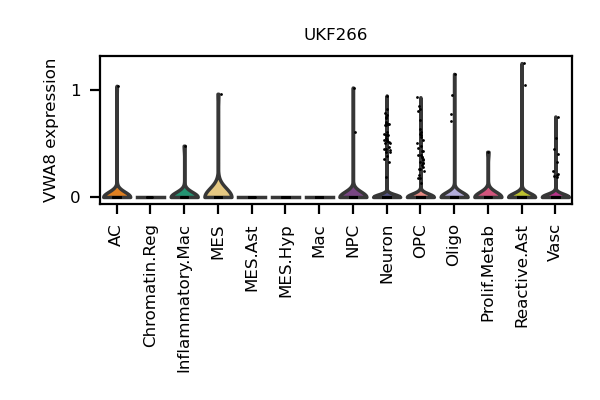 UKF266
VWA8 expression
1
0
AC
Chromatin.Reg
Inflammatory.Mac
MES
MES.Ast
MES.Hyp
Mac
NPC
Neuron
OPC
Oligo
Prolif.Metab
Reactive.Ast
Vasc